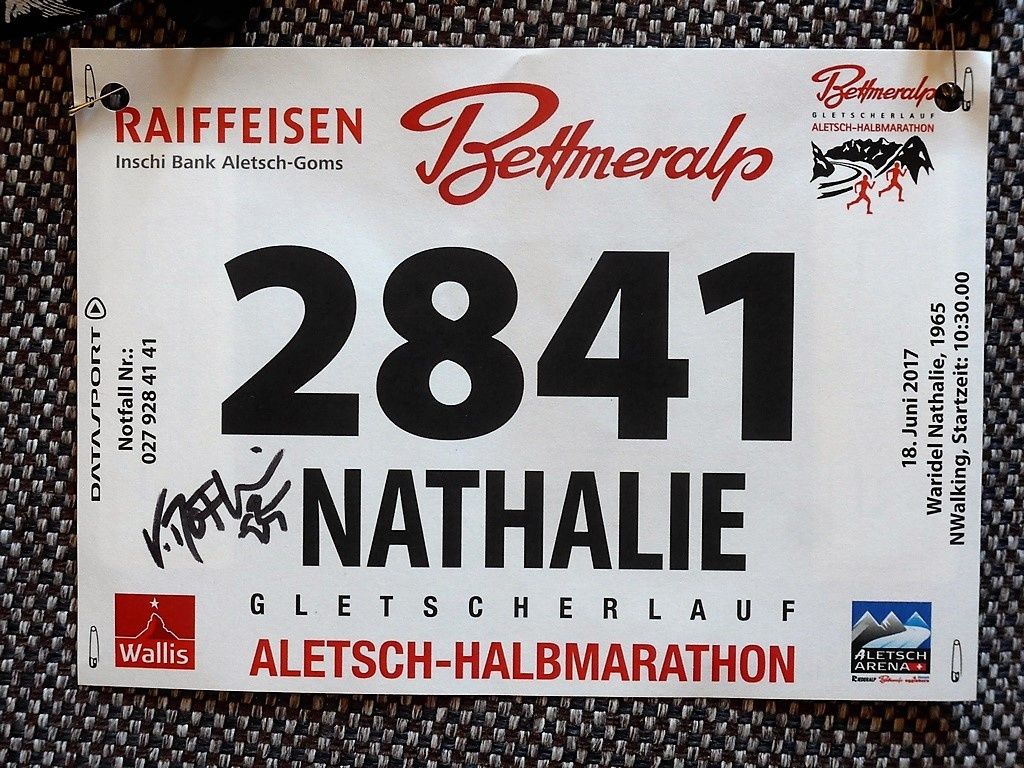 RAIFFEISEN
Inschi Bank Aletsch-Goms
Bettmeralp
Bettmeralp
GLETSCHERLAUF
ALETSCH-HALBMARATHON
2841
DATASPORT
Notfall Nr.:
027 928 41 41
18. Juni 2017
Waridel Nathalie, 1965
NWalking, Startzeit: 10:30.00
NATHALIE
GLETSCHERLAUF
ALETSCH-HALBMARATHON
Wallis
ALETSCH
ARENA